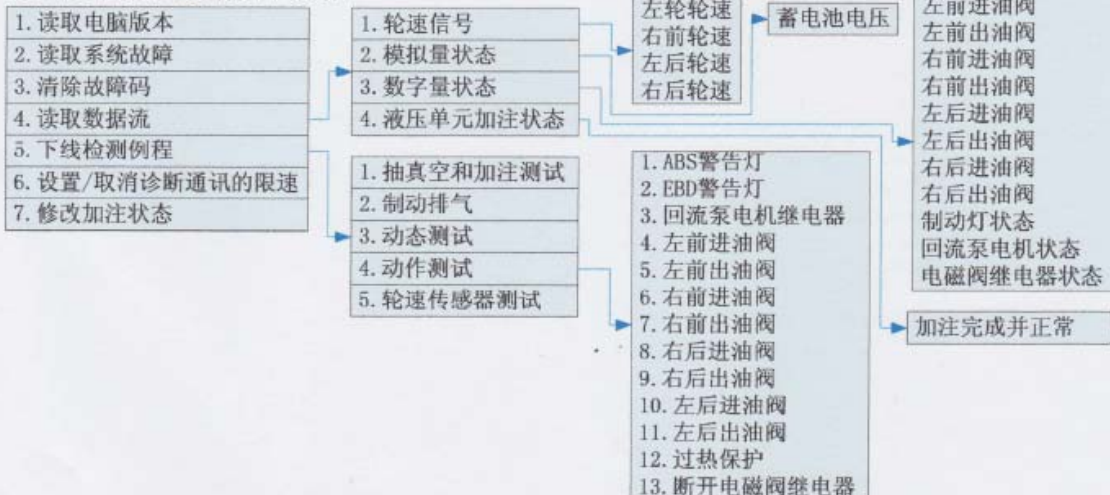 1. 读取电脑版本
2. 读取系统故障
3. 清除故障码
4. 读取数据流
5. 下线检测例程
6. 设置/取消诊断通讯的限速
7. 修改加注状态
1. 轮速信号
2. 模拟量状态
3. 数字量状态
4. 液压单元加注状态
1. 抽真空和加注测试
2. 制动排气
3. 动态测试
4. 动作测试
5. 轮速传感器测试
左轮轮速
右前轮速
左后轮速
右后轮速
蓄电池电压
1. ABS警告灯
2. EBD警告灯
3. 回流泵电机继电器
4. 左前进油阀
5. 左前出油阀
6. 右前进油阀
7. 右前出油阀
8. 右后进油阀
9. 右后出油阀
10. 左后进油阀
11. 左后出油阀
12. 过热保护
13. 断开电磁阀继电器
左前进油阀
左前出油阀
右前进油阀
右前出油阀
左后进油阀
左后出油阀
右后进油阀
右后出油阀
制动灯状态
回流泵电机状态
电磁阀继电器状态
加注完成并正常